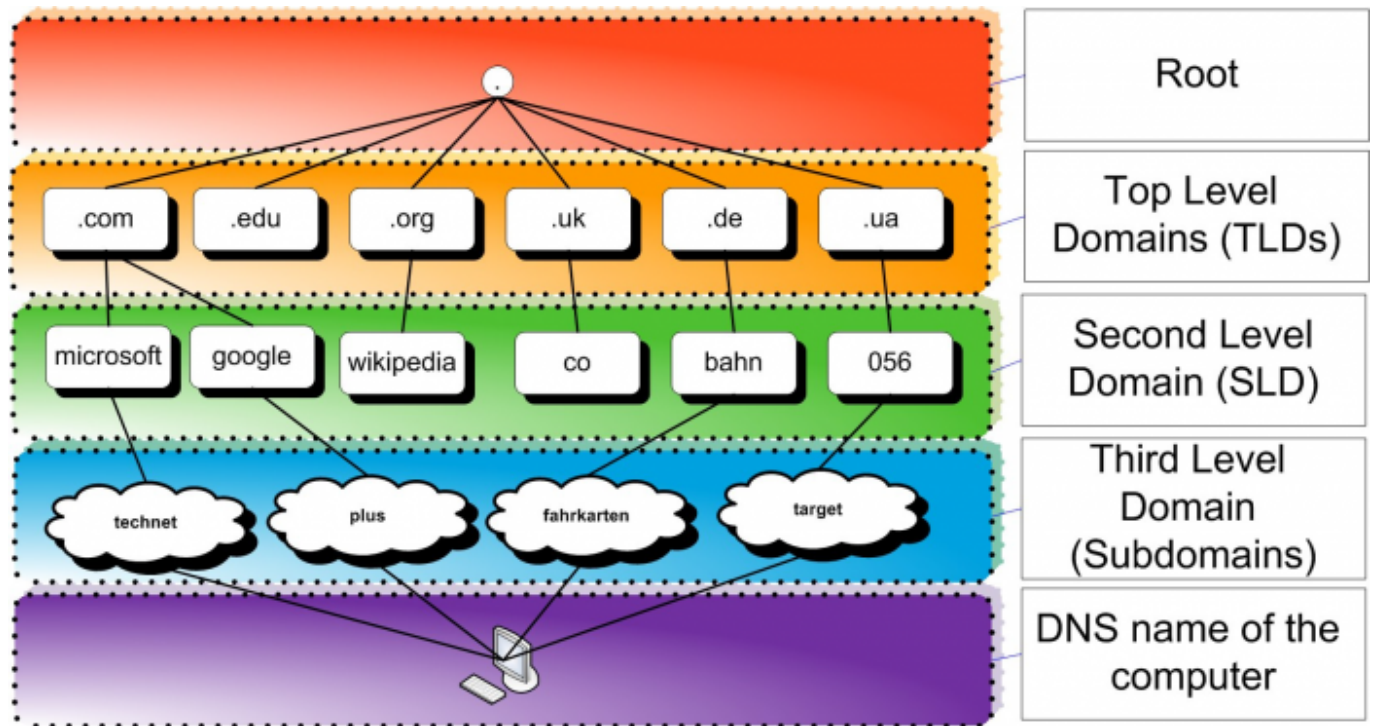 .
Root
.com
.edu
.org
.uk
.de
.ua
Top Level
Domains (TLDs)
microsoft
google
wikipedia
co
bahn
056
Second Level
Domain (SLD)
technet
plus
fahrkarten
target
Third Level
Domain
(Subdomains)
DNS name of the
computer